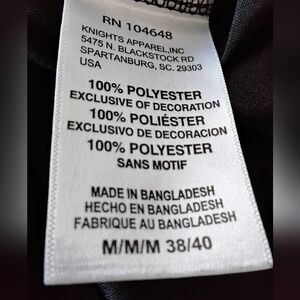 RN 104648
KNIGHTS APPAREL,INC
5475 N. BLACKSTOCK RD
SPARTANBURG, SC. 29303
USA
100% POLYESTER
EXCLUSIVE OF DECORATION
100% POLIÉSTER
EXCLUSIVO DE DECORACION
100% POLYESTER
SANS MOTIF
MADE IN BANGLADESH
HECHO EN BANGLADESH
FABRIQUE AU BANGLADESH
M/M/M 38/40